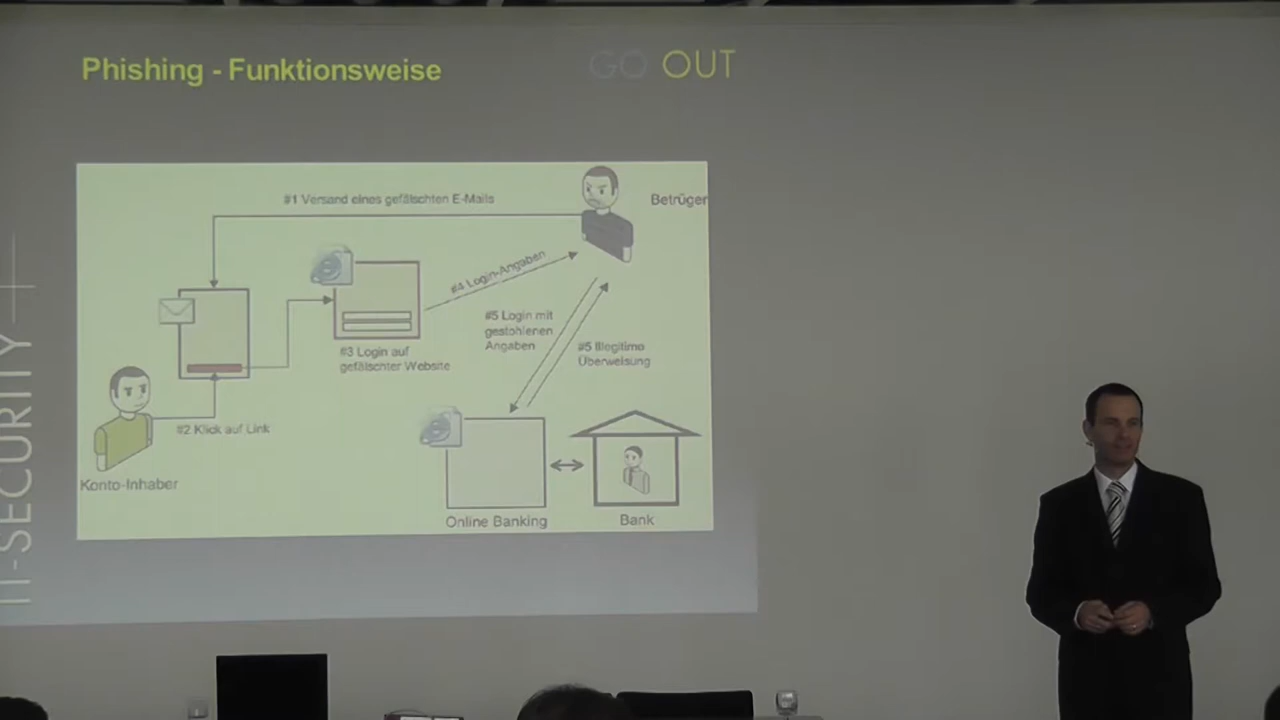 Phishing - Funktionsweise
GO OUT
#1 Versand eines gefälschten E-Mails
Betrüger
#4 Login-Angaben
#5 Login mit
gestohlenen
Angaben
#5 Illegitime
Überweisung
#3 Login auf
gefälschter Website
#2 Klick auf Link
Konto-Inhaber
Online Banking
Bank
IT-SECURITY